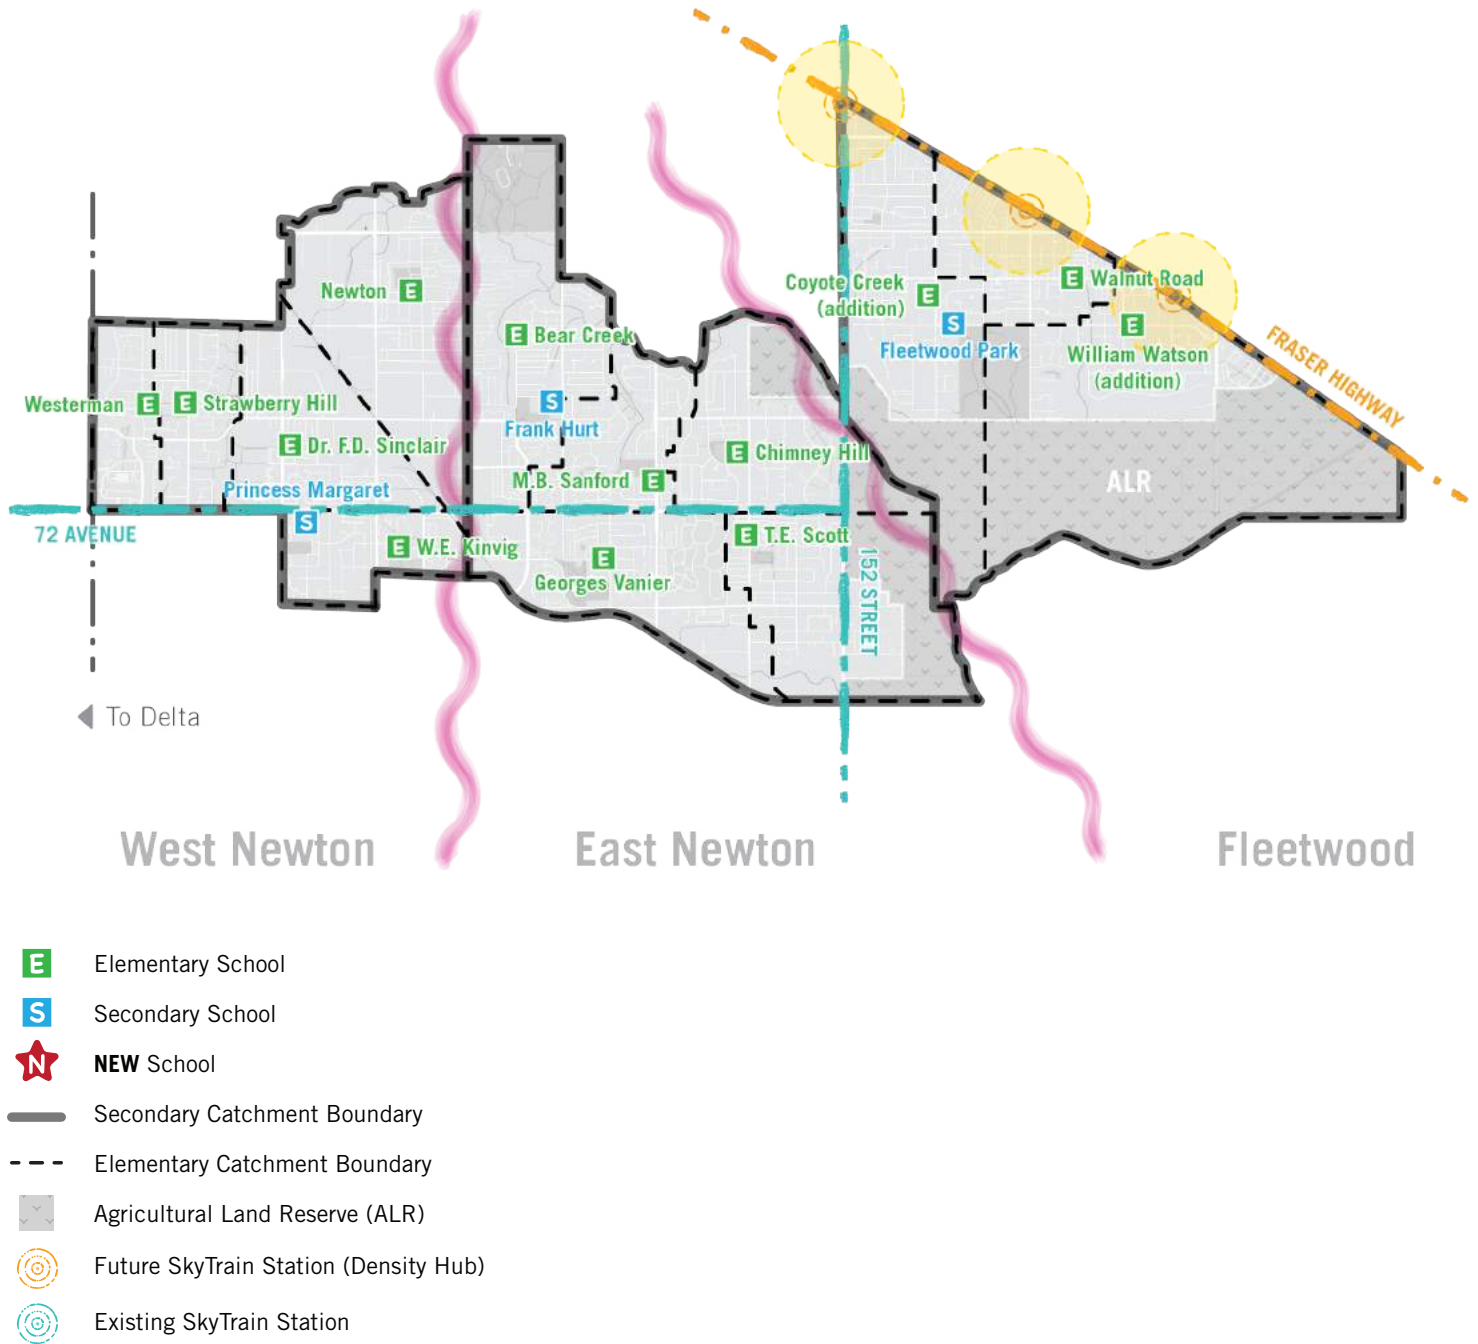 Newton E
E Bear Creek
Coyote Creek
(addition) E
E Walnut Road
S
Fleetwood Park
E
William Watson
(addition)
FRASER HIGHWAY
Westerman E
E Strawberry Hill
S
Frank Hurt
E Dr. F.D. Sinclair
E Chimney Hill
M.B. Sanford E
ALR
Princess Margaret
S
72 AVENUE
E W.E. Kinvig
E
Georges Vanier
E T.E. Scott
152 STREET
To Delta
West Newton
East Newton
Fleetwood
E Elementary School
S Secondary School
N NEW School
Secondary Catchment Boundary
Elementary Catchment Boundary
Agricultural Land Reserve (ALR)
Future SkyTrain Station (Density Hub)
Existing SkyTrain Station